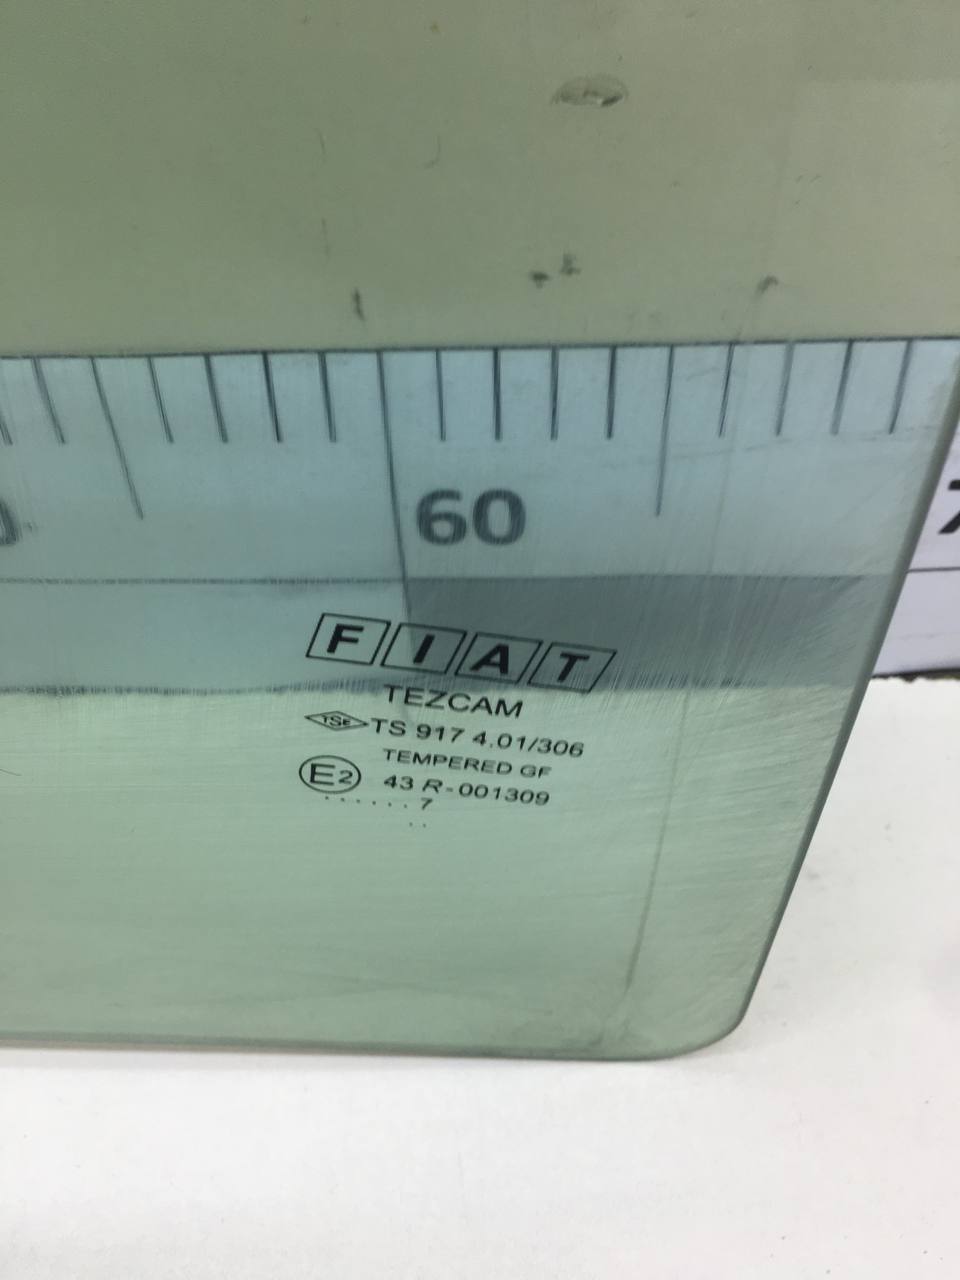 60
FIAT
TEZCAM
TSE TS 917 4.01/306
TEMPERED GF
E2 43 R-001309
. . . . . . 7
. .